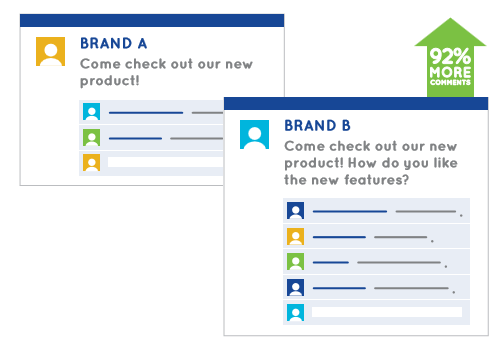 BRAND A
Come check out our new
product!
92%
MORE
COMMENTS
BRAND B
Come check out our new
product! How do you like
the new features?